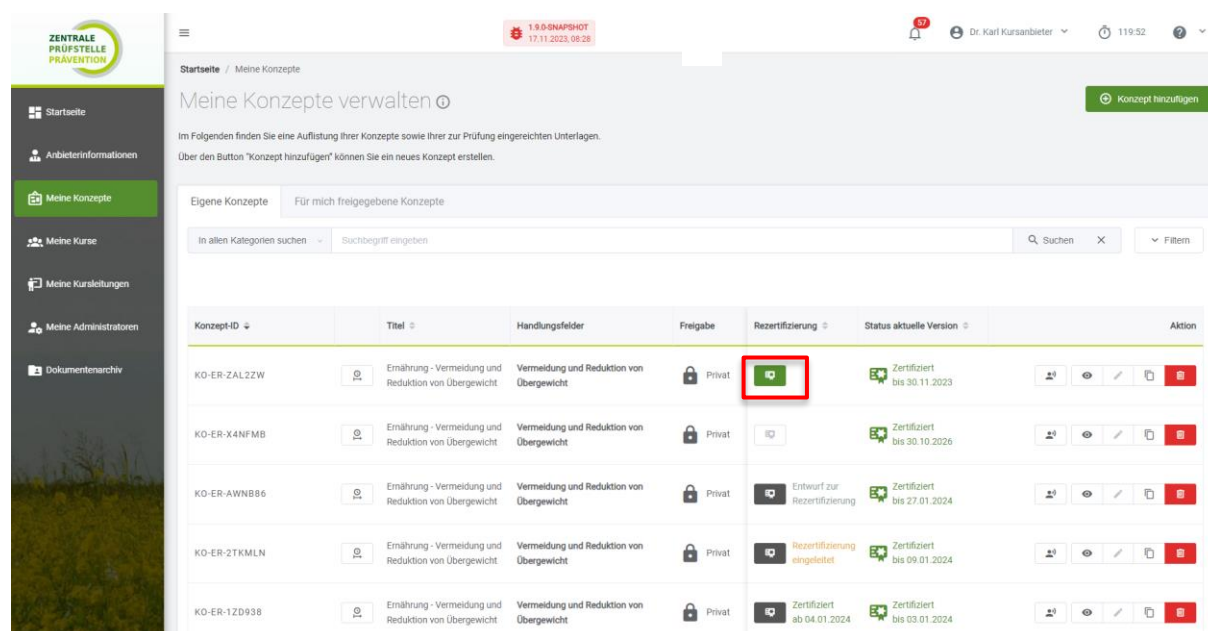 ZENTRALE
PRÜFSTELLE
PRÄVENTION
1.9.0-SNAPSHOT
17.11.2023, 08:28
57
Dr. Karl Kursanbieter
119:52
Startseite / Meine Konzepte
Meine Konzepte verwalten
Konzept hinzufügen
Im Folgenden finden Sie eine Auflistung Ihrer Konzepte sowie Ihrer zur Prüfung eingereichten Unterlagen.
Über den Button "Konzept hinzufügen" können Sie ein neues Konzept erstellen.
Startseite
Anbieterinformationen
Meine Konzepte
Meine Kurse
Meine Kursleitungen
Meine Administratoren
Dokumentenarchiv
Eigene Konzepte Für mich freigegebene Konzepte
In allen Kategorien suchen Suchbegriff eingeben Suchen Filtern
Konzept-ID Titel Handlungsfelder Freigabe Rezertifizierung Status aktuelle Version Aktion
KO-ER-ZAL2ZW Ernährung - Vermeidung und Vermeidung und Reduktion von Privat Zertifiziert
Reduktion von Übergewicht Übergewicht bis 30.11.2023
KO-ER-X4NFMB Ernährung - Vermeidung und Vermeidung und Reduktion von Privat Zertifiziert
Reduktion von Übergewicht Übergewicht bis 30.10.2026
KO-ER-AWNB86 Ernährung - Vermeidung und Vermeidung und Reduktion von Privat Entwurf zur Zertifiziert
Reduktion von Übergewicht Übergewicht Rezertifizierung bis 27.01.2024
KO-ER-2TKMLN Ernährung - Vermeidung und Vermeidung und Reduktion von Privat Rezertifizierung Zertifiziert
Reduktion von Übergewicht Übergewicht eingeleitet bis 09.01.2024
KO-ER-1ZD938 Ernährung - Vermeidung und Vermeidung und Reduktion von Privat Zertifiziert Zertifiziert
Reduktion von Übergewicht Übergewicht ab 04.01.2024 bis 03.01.2024